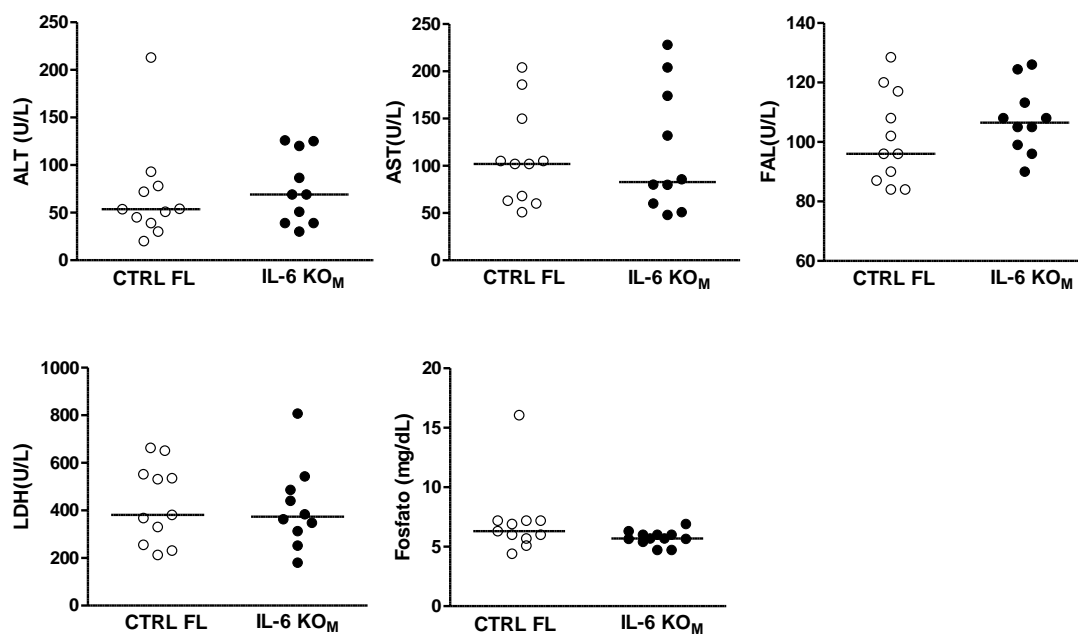 ALT (U/L)
250
200
150
100
50
0
CTRL FL
IL-6 KOM
AST(U/L)
250
200
150
100
50
0
CTRL FL
IL-6 KOM
FAL(U/L)
140
120
100
80
60
CTRL FL
IL-6 KOM
LDH(U/L)
1000
800
600
400
200
0
CTRL FL
IL-6 KOM
Fosfato (mg/dL)
20
15
10
5
0
CTRL FL
IL-6 KOM